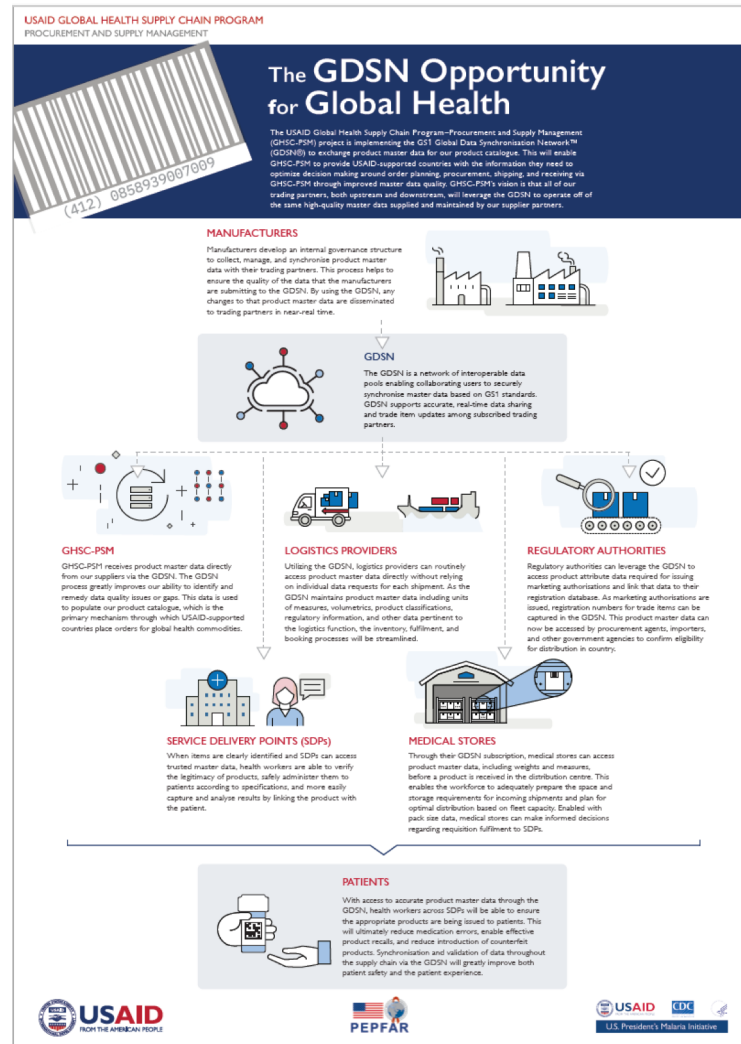 USAID GLOBAL HEALTH SUPPLY CHAIN PROGRAM
PROCUREMENT AND SUPPLY MANAGEMENT
The GDSN Opportunity
for Global Health
The USAID Global Health Supply Chain Program–Procurement and Supply Management
(GHSC-PSM) project is implementing the GS1 Global Data Synchronisation Network™
(GDSN®) to exchange product master data for our product catalogue. This will enable
GHSC-PSM to provide USAID-supported countries with the information they need to
optimize decision making around order planning, procurement, shipping, and receiving via
GHSC-PSM through improved master data quality. GHSC-PSM's vision is that all of our
trading partners, both upstream and downstream, will leverage the GDSN to operate off of
the same high-quality master data supplied and maintained by our supplier partners.
(412) 0858939007009
MANUFACTURERS
Manufacturers develop an internal governance structure
to collect, manage, and synchronise product master
data with their trading partners. This process helps to
ensure the quality of the data that the manufacturers
are submitting to the GDSN. By using the GDSN, any
changes to that product master data are disseminated
to trading partners in near-real time.
GDSN
The GDSN is a network of interoperable data
pools enabling collaborating users to securely
synchronise master data based on GS1 standards.
GDSN supports accurate, real-time data sharing
and trade item updates among subscribed trading
partners.
GHSC-PSM
GHSC-PSM receives product master data directly
from our suppliers via the GDSN. The GDSN
process greatly improves our ability to identify and
remedy data quality issues or gaps. This data is used
to populate our product catalogue, which is the
primary mechanism through which USAID-supported
countries place orders for global health commodities.
LOGISTICS PROVIDERS
Utilizing the GDSN, logistics providers can routinely
access product master data directly without relying
on individual data requests for each shipment. As the
GDSN maintains product master data including units
of measures, volumetrics, product classifications,
regulatory information, and other data pertinent to
the logistics function, the inventory, fulfilment, and
booking processes will be streamlined.
REGULATORY AUTHORITIES
Regulatory authorities can leverage the GDSN to
access product attribute data required for issuing
marketing authorisations and link that data to their
registration database. As marketing authorisations are
issued, registration numbers for trade items can be
captured in the GDSN. This product master data can
now be accessed by procurement agents, importers,
and other government agencies to confirm eligibility
for distribution in country.
SERVICE DELIVERY POINTS (SDPs)
When items are clearly identified and SDPs can access
trusted master data, health workers are able to verify
the legitimacy of products, safely administer them to
patients according to specifications, and more easily
capture and analyse results by linking the product with
the patient.
MEDICAL STORES
Through their GDSN subscription, medical stores can access
product master data, including weights and measures,
before a product is received in the distribution centre. This
enables the workforce to adequately prepare the space and
storage requirements for incoming shipments and plan for
optimal distribution based on fleet capacity. Enabled with
pack size data, medical stores can make informed decisions
regarding requisition fulfilment to SDPs.
PATIENTS
With access to accurate product master data through the
GDSN, health workers across SDPs will be able to ensure
the appropriate products are being issued to patients. This
will ultimately reduce medication errors, enable effective
product recalls, and reduce introduction of counterfeit
products. Synchronisation and validation of data throughout
the supply chain via the GDSN will greatly improve both
patient safety and the patient experience.
USAID
FROM THE AMERICAN PEOPLE
PEPFAR
USAID
CDC
U.S. President's Malaria Initiative